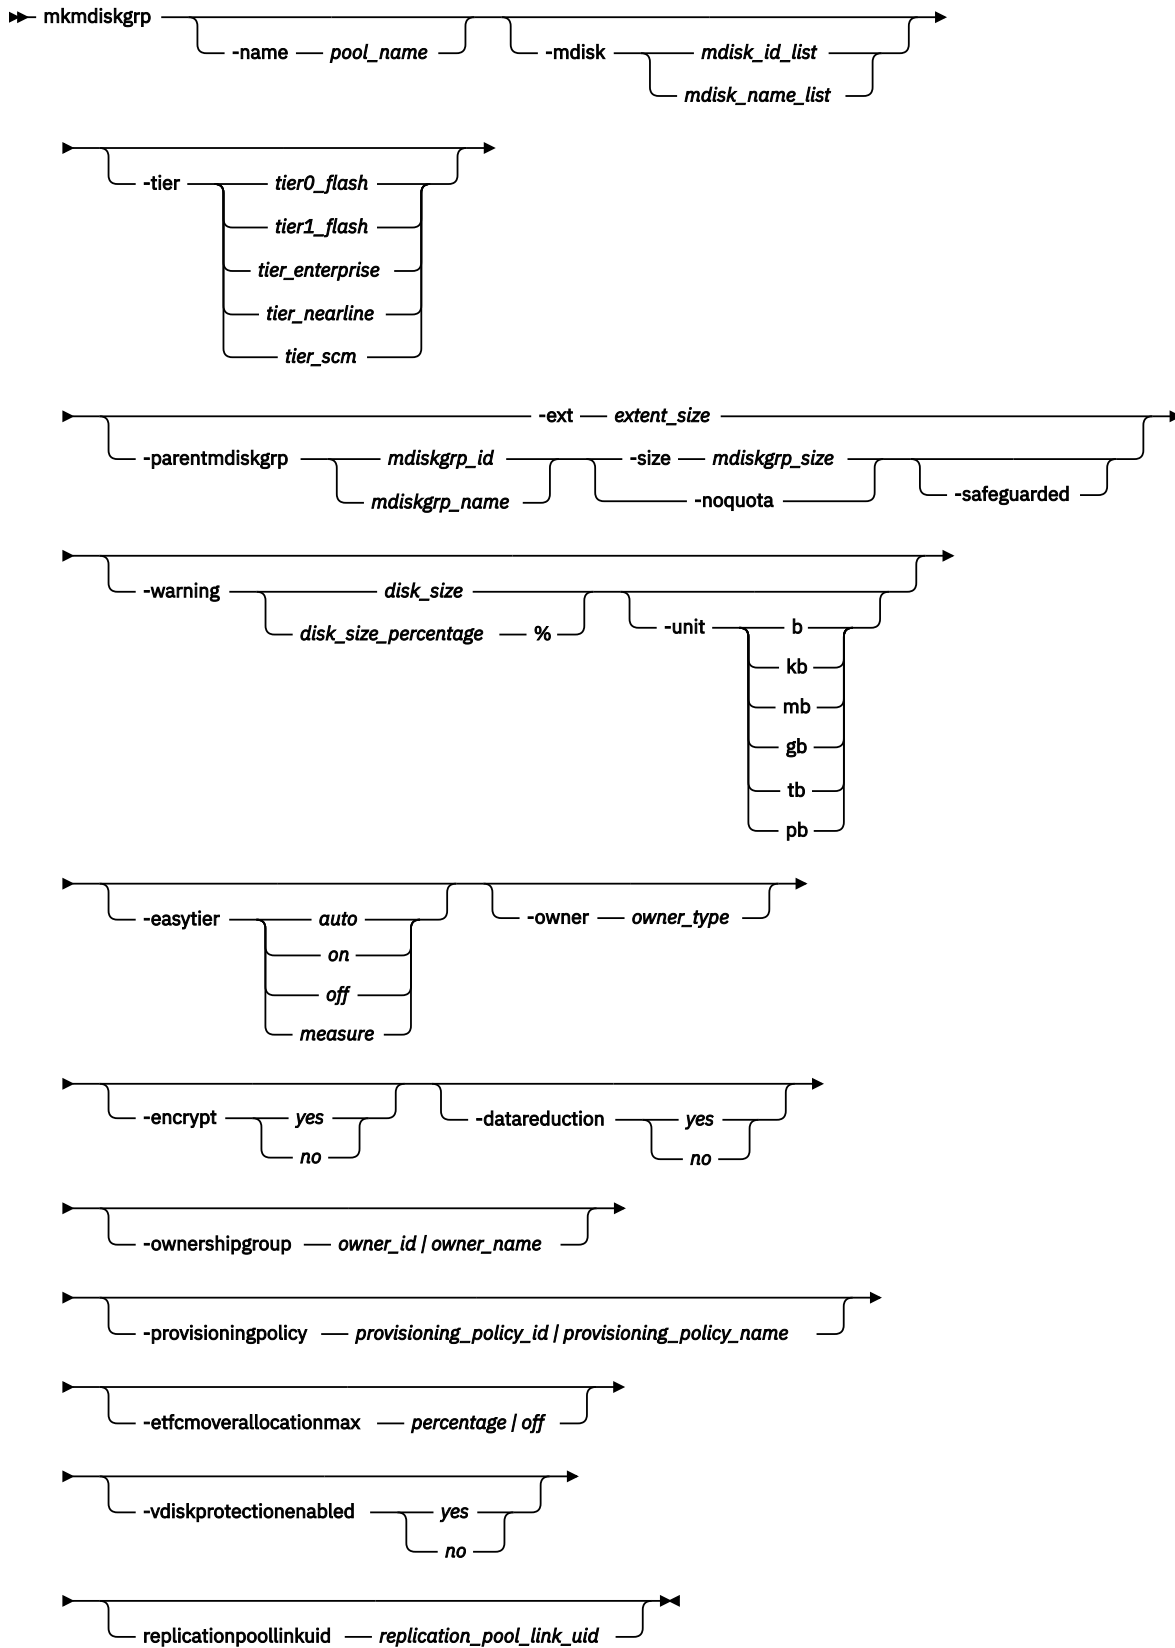 mkmdiskgrp
-name pool_name -mdisk mdisk_id_list
mdisk_name_list
-tier tier0_flash
tier1_flash
tier_enterprise
tier_nearline
tier_scm
-ext extent_size
-parentmdiskgrp mdiskgrp_id -size mdiskgrp_size
mdiskgrp_name -noquota -safeguarded
-warning disk_size
disk_size_percentage % -unit b
kb
mb
gb
tb
pb
-easytier auto -owner owner_type
on
off
measure
-encrypt yes -datareduction yes
no no
-ownershipgroup owner_id / owner_name
-provisioningpolicy provisioning_policy_id / provisioning_policy_name
-etfcmoverallocationmax percentage / off
-vdiskprotectionenabled yes
no
replicationpoollinkuid replication_pool_link_uid